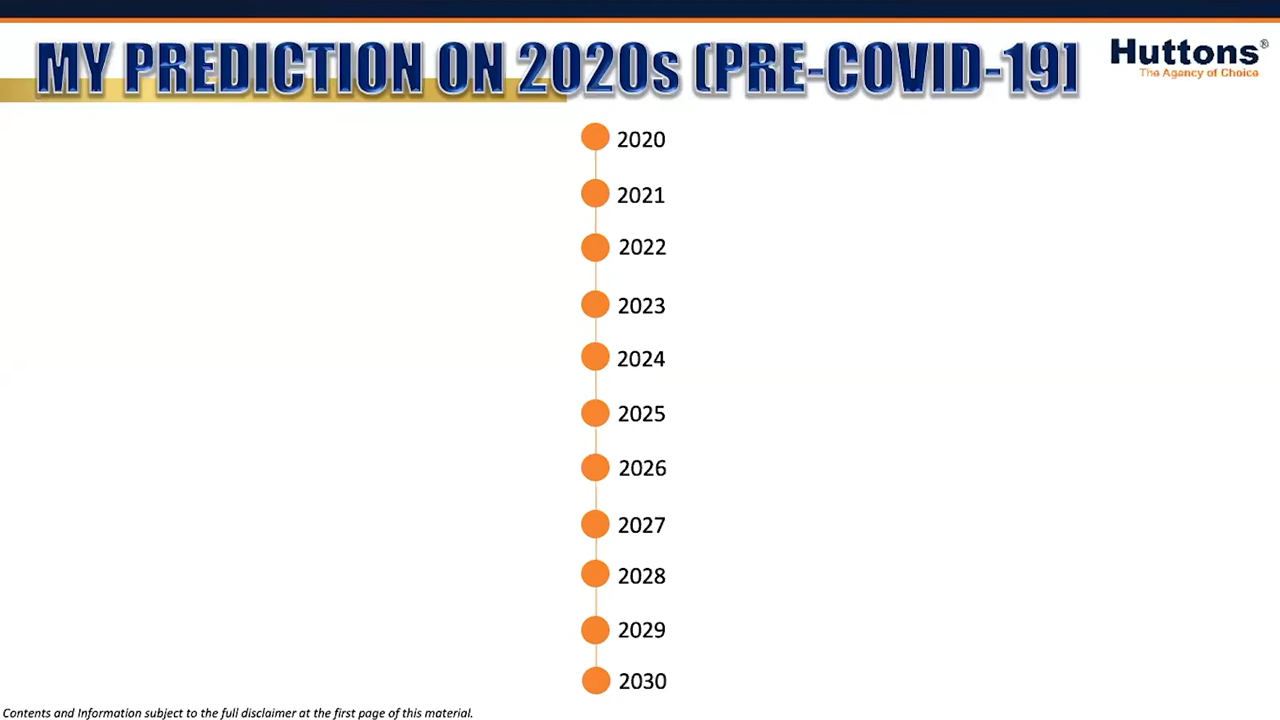 MY PREDICTION ON 2020s (PRE-COVID-19)
Huttons®
The Agency of Choice
2020
2021
2022
2023
2024
2025
2026
2027
2028
2029
2030
Contents and Information subject to the full disclaimer at the first page of this material.